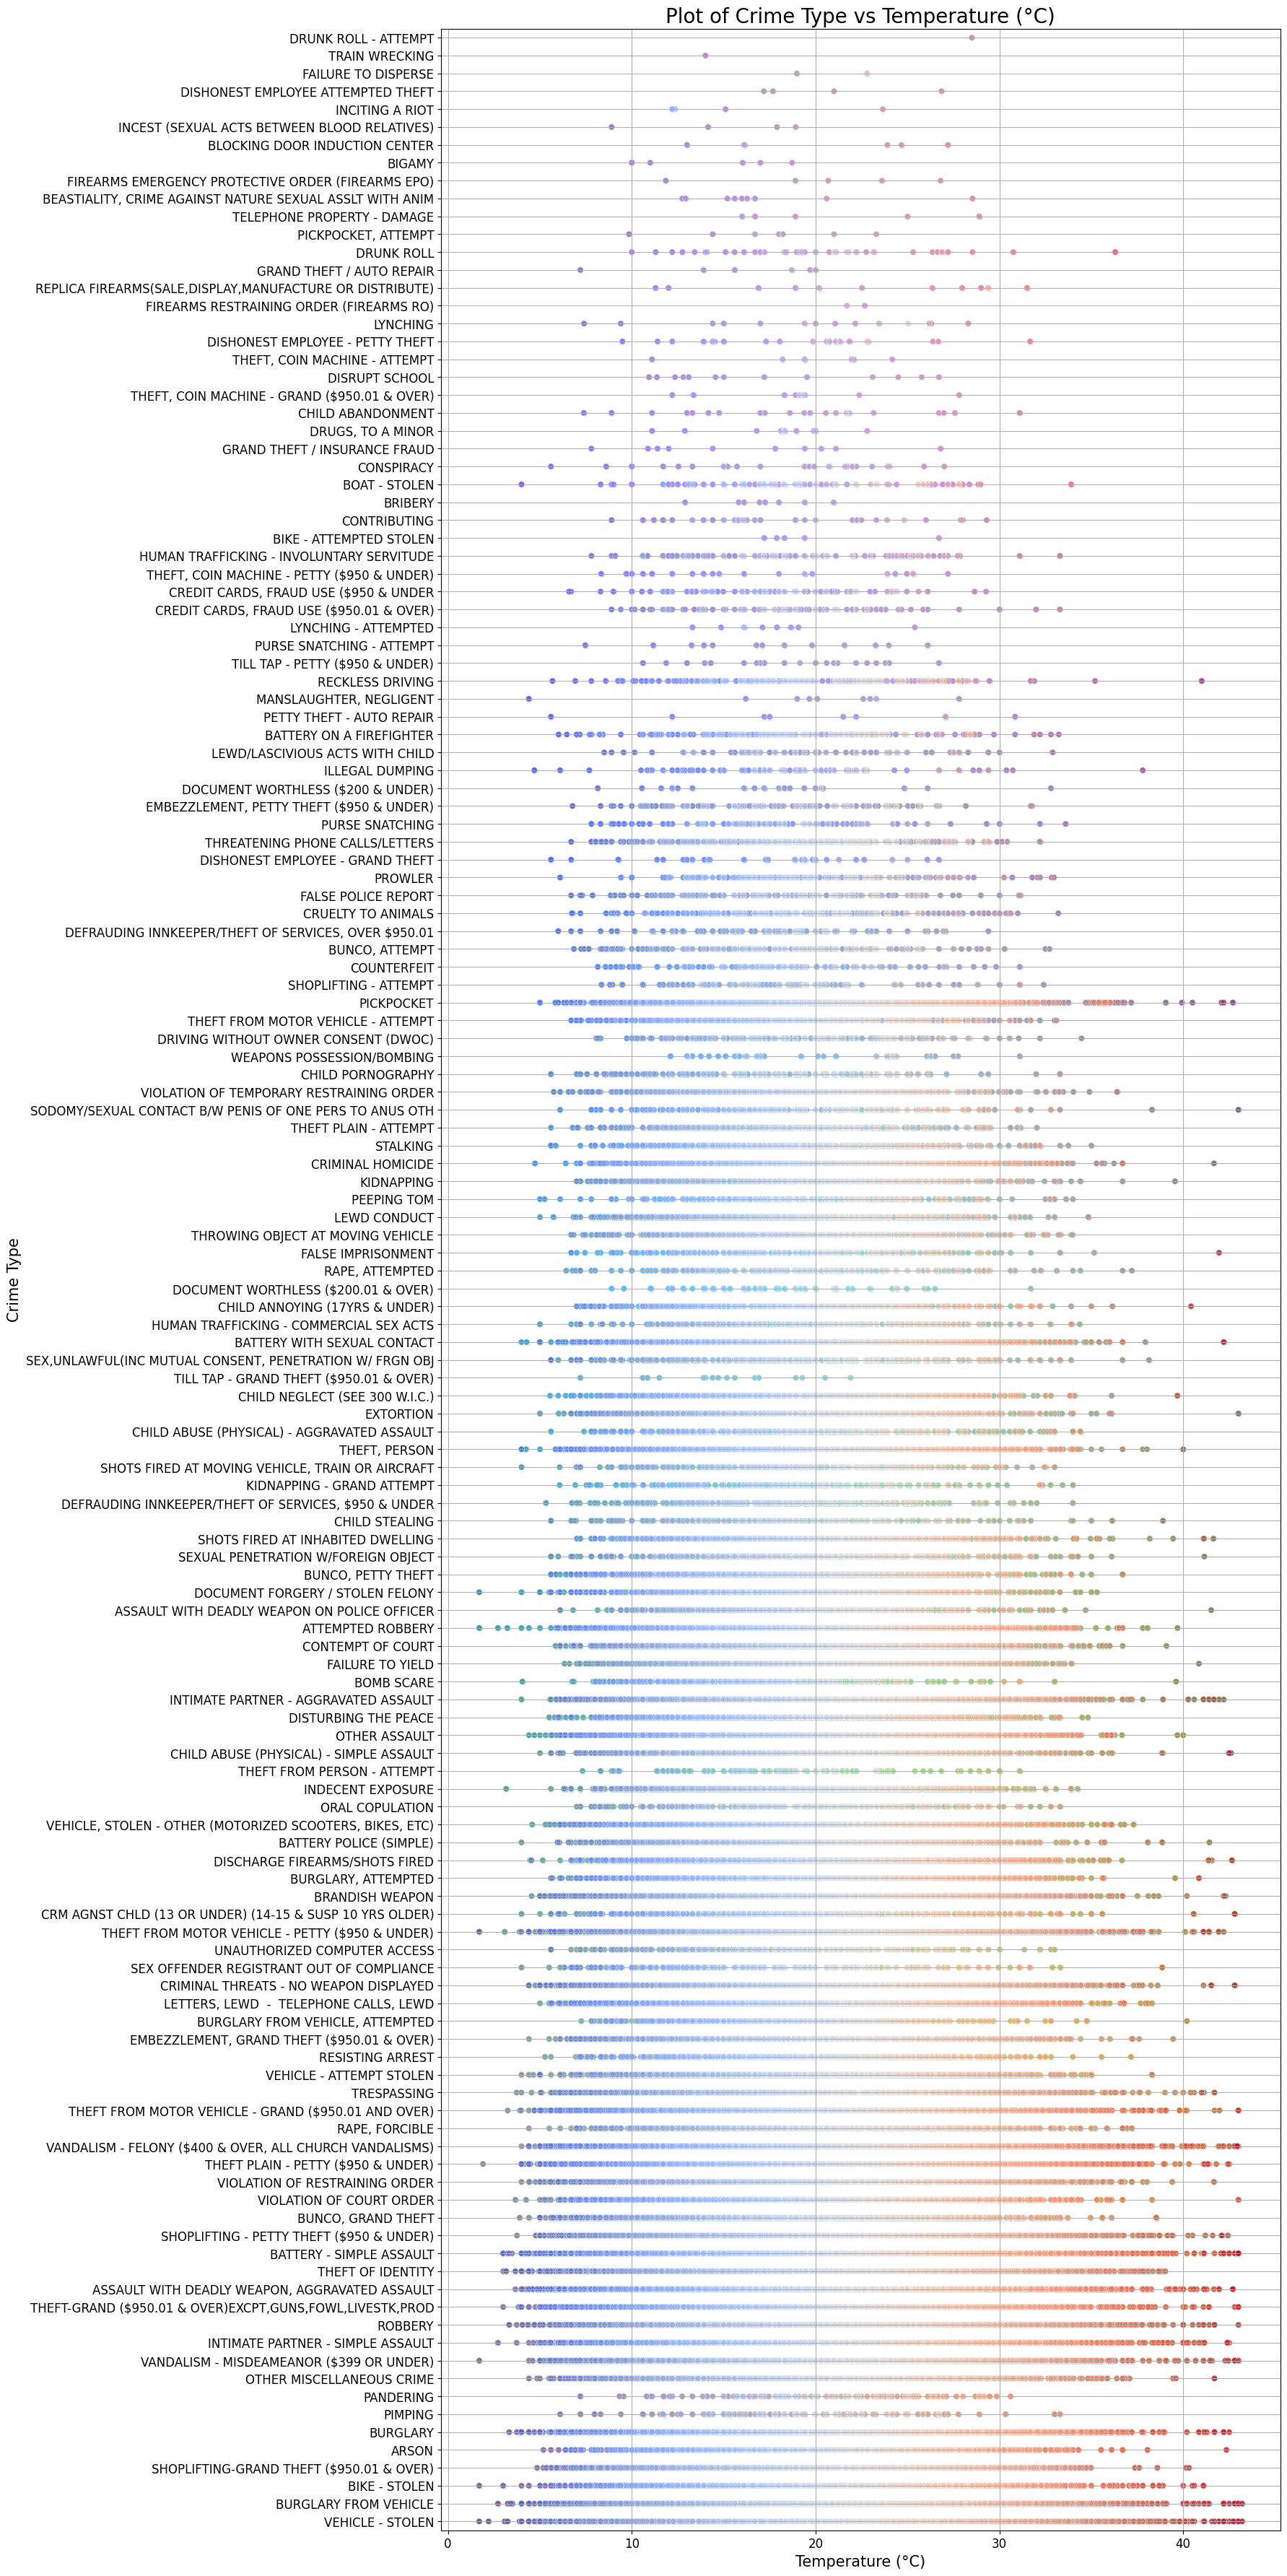 Plot of Crime Type vs Temperature (°C)
DRUNK ROLL - ATTEMPT
TRAIN WRECKING
FAILURE TO DISPERSE
DISHONEST EMPLOYEE ATTEMPTED THEFT
INCITING A RIOT
INCEST (SEXUAL ACTS BETWEEN BLOOD RELATIVES)
BLOCKING DOOR INDUCTION CENTER
BIGAMY
FIREARMS EMERGENCY PROTECTIVE ORDER (FIREARMS EPO)
BEASTIALITY, CRIME AGAINST NATURE SEXUAL ASSLT WITH ANIM
TELEPHONE PROPERTY - DAMAGE
PICKPOCKET, ATTEMPT
DRUNK ROLL
GRAND THEFT / AUTO REPAIR
REPLICA FIREARMS(SALE,DISPLAY,MANUFACTURE OR DISTRIBUTE)
FIREARMS RESTRAINING ORDER (FIREARMS RO)
LYNCHING
DISHONEST EMPLOYEE - PETTY THEFT
THEFT, COIN MACHINE - ATTEMPT
DISRUPT SCHOOL
THEFT, COIN MACHINE - GRAND ($950.01 & OVER)
CHILD ABANDONMENT
DRUGS, TO A MINOR
GRAND THEFT / INSURANCE FRAUD
CONSPIRACY
BOAT - STOLEN
BRIBERY
CONTRIBUTING
BIKE - ATTEMPTED STOLEN
HUMAN TRAFFICKING - INVOLUNTARY SERVITUDE
THEFT, COIN MACHINE - PETTY ($950 & UNDER)
CREDIT CARDS, FRAUD USE ($950 & UNDER
CREDIT CARDS, FRAUD USE ($950.01 & OVER)
LYNCHING - ATTEMPTED
PURSE SNATCHING - ATTEMPT
TILL TAP - PETTY ($950 & UNDER)
RECKLESS DRIVING
MANSLAUGHTER, NEGLIGENT
PETTY THEFT - AUTO REPAIR
BATTERY ON A FIREFIGHTER
LEWD/LASCIVIOUS ACTS WITH CHILD
ILLEGAL DUMPING
DOCUMENT WORTHLESS ($200 & UNDER)
EMBEZZLEMENT, PETTY THEFT ($950 & UNDER)
PURSE SNATCHING
THREATENING PHONE CALLS/LETTERS
DISHONEST EMPLOYEE - GRAND THEFT
PROWLER
FALSE POLICE REPORT
CRUELTY TO ANIMALS
DEFRAUDING INNKEEPER/THEFT OF SERVICES, OVER $950.01
BUNCO, ATTEMPT
COUNTERFEIT
SHOPLIFTING - ATTEMPT
PICKPOCKET
THEFT FROM MOTOR VEHICLE - ATTEMPT
DRIVING WITHOUT OWNER CONSENT (DWOC)
WEAPONS POSSESSION/BOMBING
CHILD PORNOGRAPHY
VIOLATION OF TEMPORARY RESTRAINING ORDER
SODOMY/SEXUAL CONTACT B/W PENIS OF ONE PERS TO ANUS OTH
THEFT PLAIN - ATTEMPT
STALKING
CRIMINAL HOMICIDE
KIDNAPPING
PEEPING TOM
LEWD CONDUCT
THROWING OBJECT AT MOVING VEHICLE
FALSE IMPRISONMENT
RAPE, ATTEMPTED
DOCUMENT WORTHLESS ($200.01 & OVER)
CHILD ANNOYING (17YRS & UNDER)
HUMAN TRAFFICKING - COMMERCIAL SEX ACTS
BATTERY WITH SEXUAL CONTACT
SEX,UNLAWFUL(INC MUTUAL CONSENT, PENETRATION W/ FRGN OBJ
TILL TAP - GRAND THEFT ($950.01 & OVER)
CHILD NEGLECT (SEE 300 W.I.C.)
EXTORTION
CHILD ABUSE (PHYSICAL) - AGGRAVATED ASSAULT
THEFT, PERSON
SHOTS FIRED AT MOVING VEHICLE, TRAIN OR AIRCRAFT
KIDNAPPING - GRAND ATTEMPT
DEFRAUDING INNKEEPER/THEFT OF SERVICES, $950 & UNDER
CHILD STEALING
SHOTS FIRED AT INHABITED DWELLING
SEXUAL PENETRATION W/FOREIGN OBJECT
BUNCO, PETTY THEFT
DOCUMENT FORGERY / STOLEN FELONY
ASSAULT WITH DEADLY WEAPON ON POLICE OFFICER
ATTEMPTED ROBBERY
CONTEMPT OF COURT
FAILURE TO YIELD
BOMB SCARE
INTIMATE PARTNER - AGGRAVATED ASSAULT
DISTURBING THE PEACE
OTHER ASSAULT
CHILD ABUSE (PHYSICAL) - SIMPLE ASSAULT
THEFT FROM PERSON - ATTEMPT
INDECENT EXPOSURE
ORAL COPULATION
VEHICLE, STOLEN - OTHER (MOTORIZED SCOOTERS, BIKES, ETC)
BATTERY POLICE (SIMPLE)
DISCHARGE FIREARMS/SHOTS FIRED
BURGLARY, ATTEMPTED
BRANDISH WEAPON
CRM AGNST CHLD (13 OR UNDER) (14-15 & SUSP 10 YRS OLDER)
THEFT FROM MOTOR VEHICLE - PETTY ($950 & UNDER)
UNAUTHORIZED COMPUTER ACCESS
SEX OFFENDER REGISTRANT OUT OF COMPLIANCE
CRIMINAL THREATS - NO WEAPON DISPLAYED
LETTERS, LEWD  -  TELEPHONE CALLS, LEWD
BURGLARY FROM VEHICLE, ATTEMPTED
EMBEZZLEMENT, GRAND THEFT ($950.01 & OVER)
RESISTING ARREST
VEHICLE - ATTEMPT STOLEN
TRESPASSING
THEFT FROM MOTOR VEHICLE - GRAND ($950.01 AND OVER)
RAPE, FORCIBLE
VANDALISM - FELONY ($400 & OVER, ALL CHURCH VANDALISMS)
THEFT PLAIN - PETTY ($950 & UNDER)
VIOLATION OF RESTRAINING ORDER
VIOLATION OF COURT ORDER
BUNCO, GRAND THEFT
SHOPLIFTING - PETTY THEFT ($950 & UNDER)
BATTERY - SIMPLE ASSAULT
THEFT OF IDENTITY
ASSAULT WITH DEADLY WEAPON, AGGRAVATED ASSAULT
THEFT-GRAND ($950.01 & OVER)EXCPT,GUNS,FOWL,LIVESTK,PROD
ROBBERY
INTIMATE PARTNER - SIMPLE ASSAULT
VANDALISM - MISDEAMEANOR ($399 OR UNDER)
OTHER MISCELLANEOUS CRIME
PANDERING
PIMPING
BURGLARY
ARSON
SHOPLIFTING-GRAND THEFT ($950.01 & OVER)
BIKE - STOLEN
BURGLARY FROM VEHICLE
VEHICLE - STOLEN
Crime Type
0 10 20 30 40
Temperature (°C)